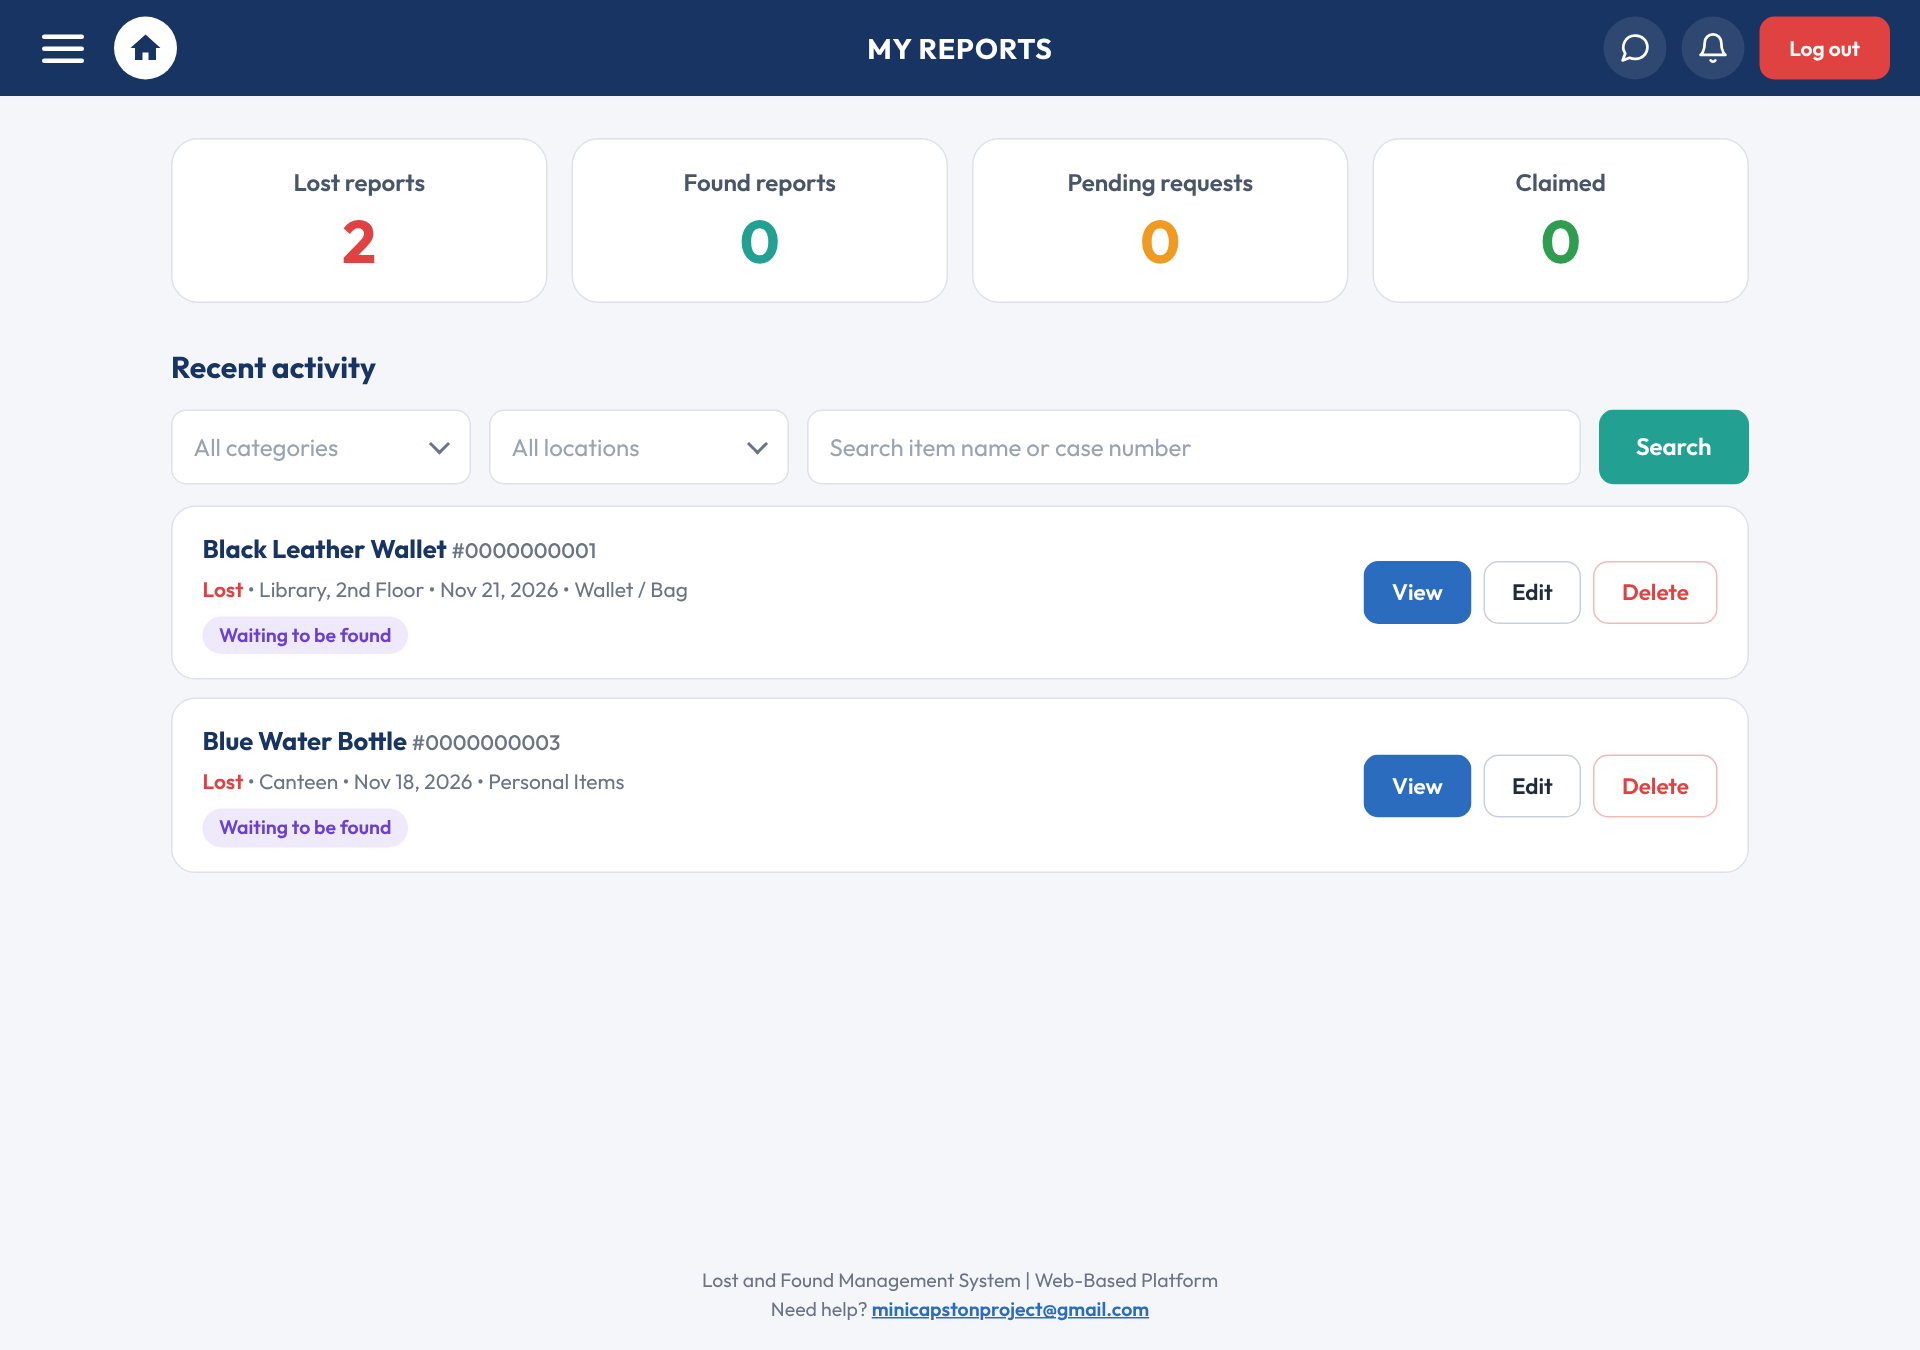 MY REPORTS
Log out
Lost reports
2
Found reports
0
Pending requests
0
Claimed
0
Recent activity
All categories
All locations
Search item name or case number
Search
Black Leather Wallet #0000000001
Lost • Library, 2nd Floor • Nov 21, 2026 • Wallet / Bag
Waiting to be found
View
Edit
Delete
Blue Water Bottle #0000000003
Lost • Canteen • Nov 18, 2026 • Personal Items
Waiting to be found
View
Edit
Delete
Lost and Found Management System | Web-Based Platform
Need help? minicapstonproject@gmail.com